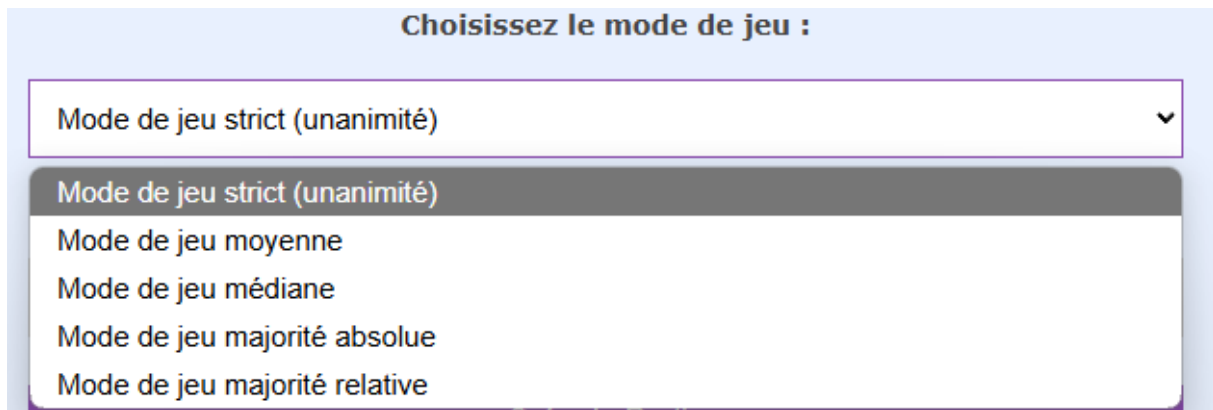 Choisissez le mode de jeu :
Mode de jeu strict (unanimité)
Mode de jeu strict (unanimité)
Mode de jeu moyenne
Mode de jeu médiane
Mode de jeu majorité absolue
Mode de jeu majorité relative